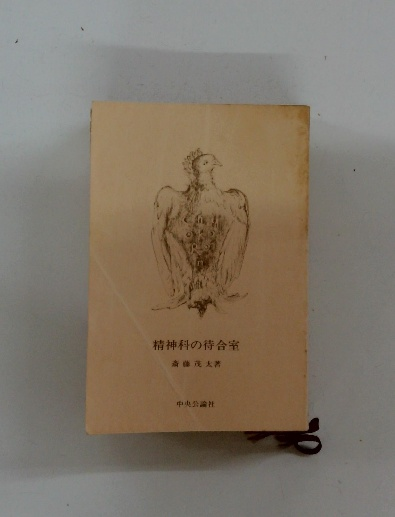 精神科の待合室
斎藤茂太著
中央公論社